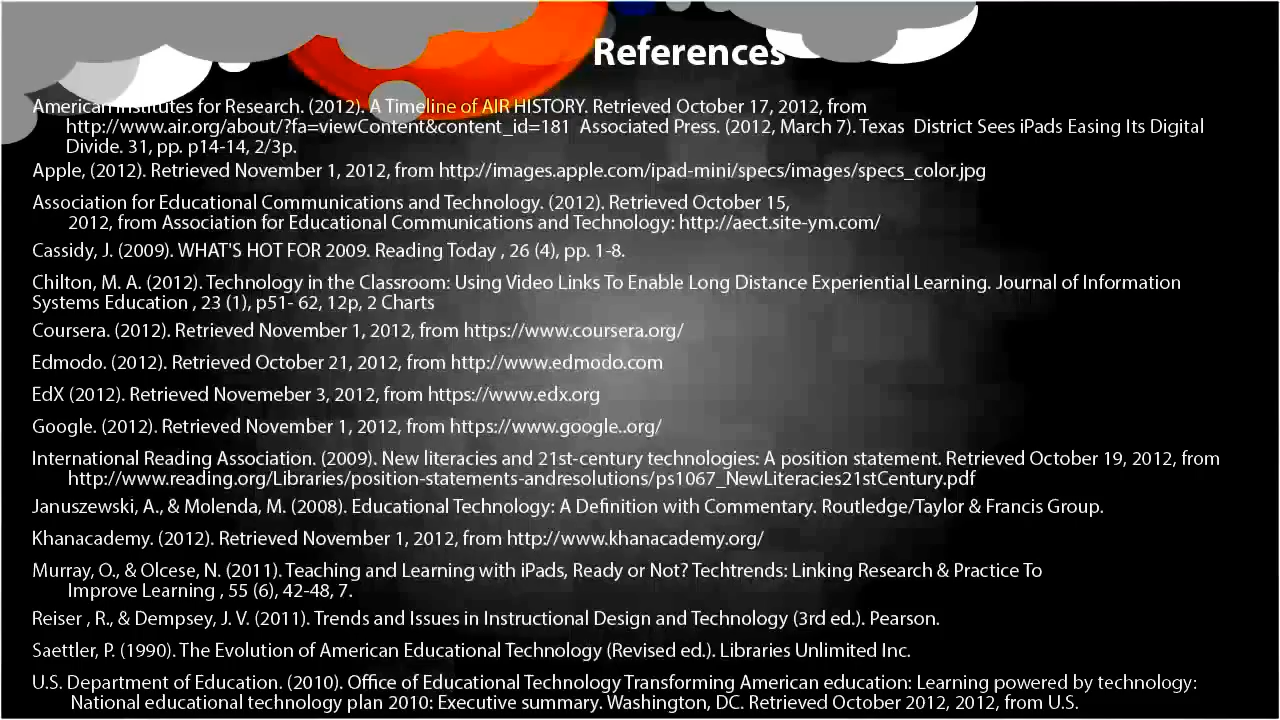 References
American Institutes for Research. (2012). A Timeline of AIR HISTORY. Retrieved October 17, 2012, from
http://www.air.org/about/?fa=viewContent&content_id=181 Associated Press. (2012, March 7). Texas District Sees iPads Easing Its Digital
Divide. 31, pp. p14-14, 2/3p.
Apple, (2012). Retrieved November 1, 2012, from http://images.apple.com/ipad-mini/specs/images/specs_color.jpg
Association for Educational Communications and Technology. (2012). Retrieved October 15,
2012, from Association for Educational Communications and Technology: http://aect.site-ym.com/
Cassidy, J. (2009). WHAT'S HOT FOR 2009. Reading Today , 26 (4), pp. 1-8.
Chilton, M. A. (2012). Technology in the Classroom: Using Video Links To Enable Long Distance Experiential Learning. Journal of Information
Systems Education , 23 (1), p51- 62, 12p, 2 Charts
Coursera. (2012). Retrieved November 1, 2012, from https://www.coursera.org/
Edmodo. (2012). Retrieved October 21, 2012, from http://www.edmodo.com
EdX (2012). Retrieved Novemeber 3, 2012, from https://www.edx.org
Google. (2012). Retrieved November 1, 2012, from https://www.google..org/
International Reading Association. (2009). New literacies and 21st-century technologies: A position statement. Retrieved October 19, 2012, from
http://www.reading.org/Libraries/position-statements-andresolutions/ps1067_NewLiteracies21stCentury.pdf
Januszewski, A., & Molenda, M. (2008). Educational Technology: A Definition with Commentary. Routledge/Taylor & Francis Group.
Khanacademy. (2012). Retrieved November 1, 2012, from http://www.khanacademy.org/
Murray, O., & Olcese, N. (2011). Teaching and Learning with iPads, Ready or Not? Techtrends: Linking Research & Practice To
Improve Learning , 55 (6), 42-48, 7.
Reiser , R., & Dempsey, J. V. (2011). Trends and Issues in Instructional Design and Technology (3rd ed.). Pearson.
Saettler, P. (1990). The Evolution of American Educational Technology (Revised ed.). Libraries Unlimited Inc.
U.S. Department of Education. (2010). Office of Educational Technology Transforming American education: Learning powered by technology:
National educational technology plan 2010: Executive summary. Washington, DC. Retrieved October 2012, 2012, from U.S.